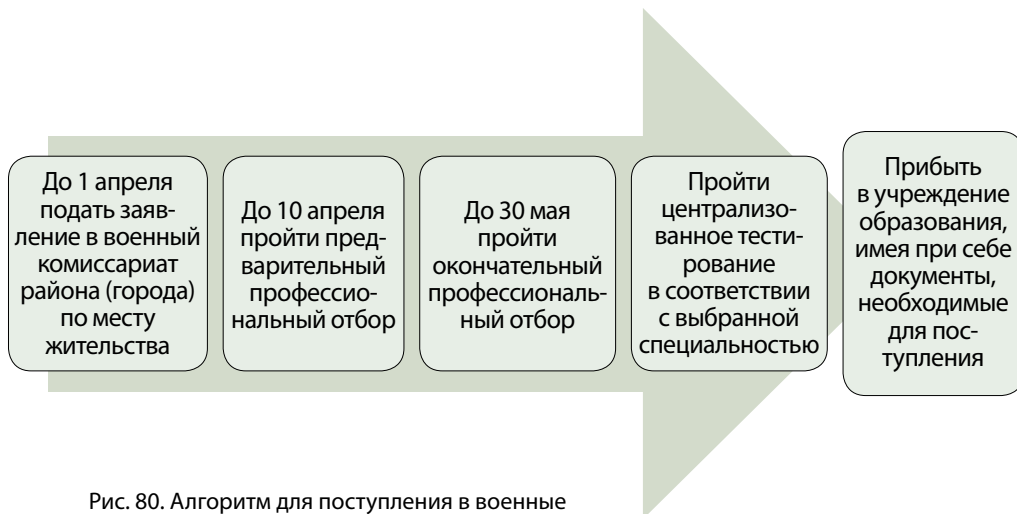 До 1 апреля
подать заяв-
ление в военный
комиссариат
района (города)
по месту
жительства
До 10 апреля
пройти пред-
варительный
профессио-
нальный отбор
До 30 мая
пройти
окончательный
профессиональ-
ный отбор
Пройти
централизо-
ванное тести-
рование
в соответствии
с выбранной
специальностью
Прибыть
в учреждение
образования,
имея при себе
документы,
необходимые
для пос-
тупления
Рис. 80. Алгоритм для поступления в военные